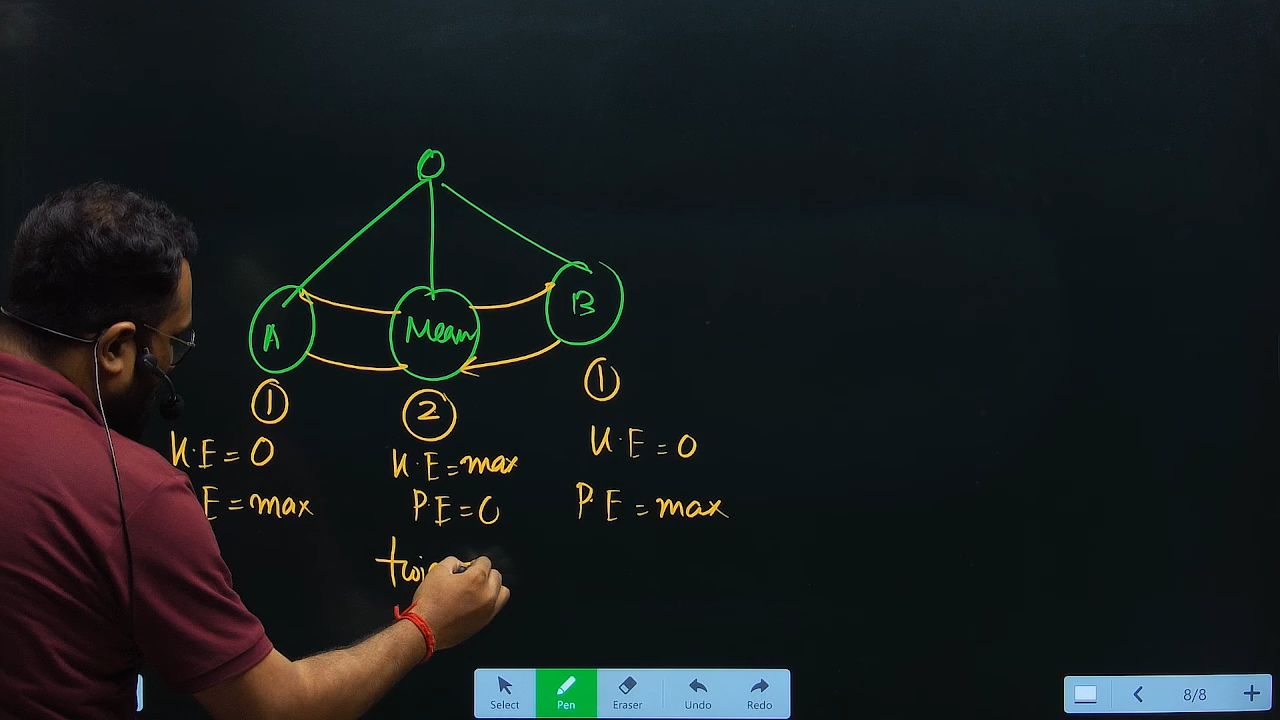 O
A Mean B
① ② ①
K.E = 0 K.E = max K.E = 0
E = max P.E = 0 P.E = max
Select Pen Eraser Undo Redo 8/8